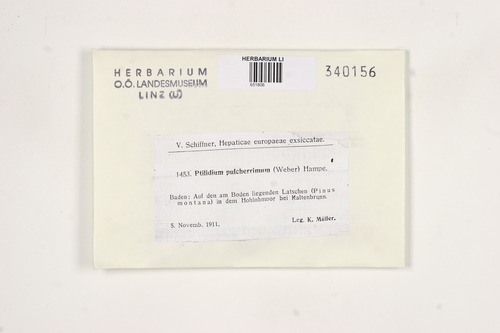 HERBARIUM
O.Ö. LANDESMUSEUM
LINZ (U)
HERBARIUM LI
651806
340156
V. Schiffner, Hepaticae europaeae exsiccatae.
1453. Ptilidium pulcherrimum (Weber) Hampe.
Baden: Auf den am Boden liegenden Latschen (Pinus
montana) in dem Hohlohmoor bei Kaltenbronn.
5. Novemb. 1911.
Leg. K. Müller.